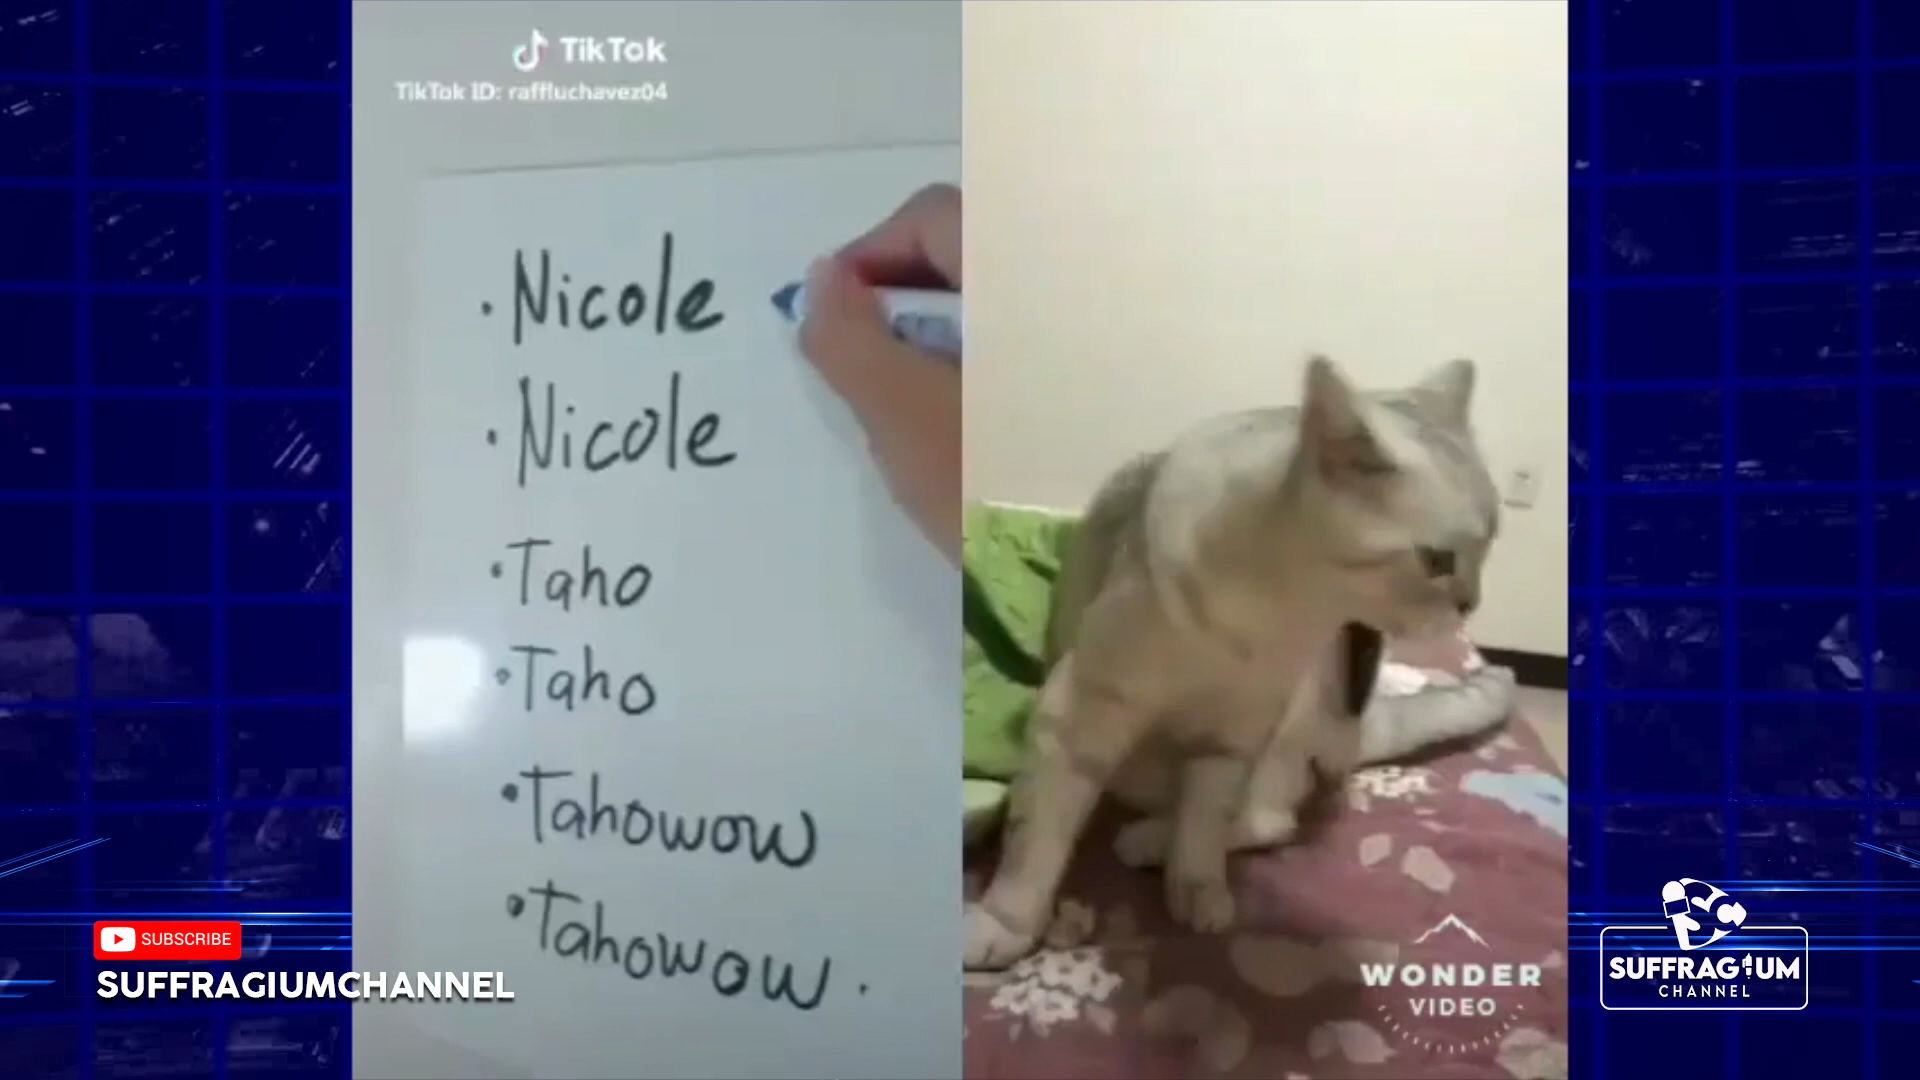 TikTok
TikTok ID: raffluchavez04
. Nicole
. Nicole
. Taho
. Taho
. Tahowow
. Tahowow .
SUBSCRIBE
SUFFRAGIUMCHANNEL
WONDER
VIDEO
SUFFRAGIUM
CHANNEL